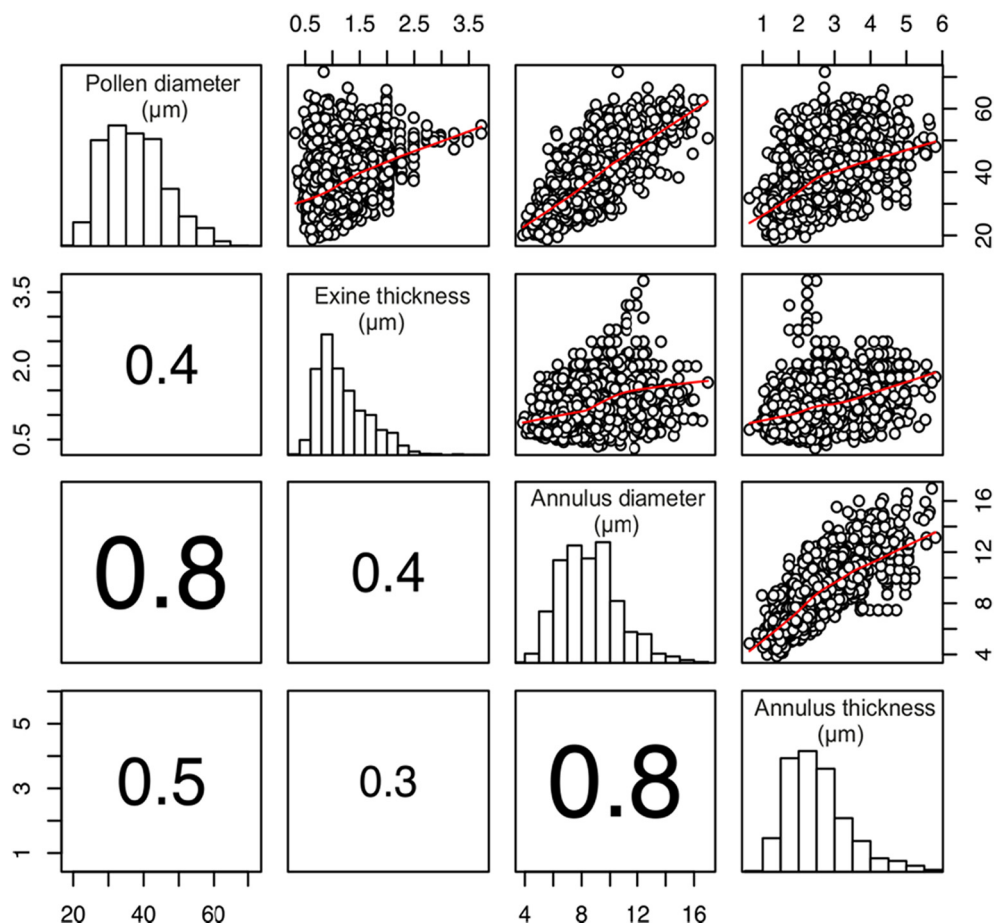 0.5 1.5 2.5 3.5 1 2 3 4 5 6
Pollen diameter
(µm)
20 40 60
0.5 2.0 3.5
0.4
Exine thickness
(µm)
0.8
0.4
Annulus diameter
(µm)
4 8 12 16
1 3 5
0.5
0.3
0.8
Annulus thickness
(µm)
20 40 60 4 8 12 16